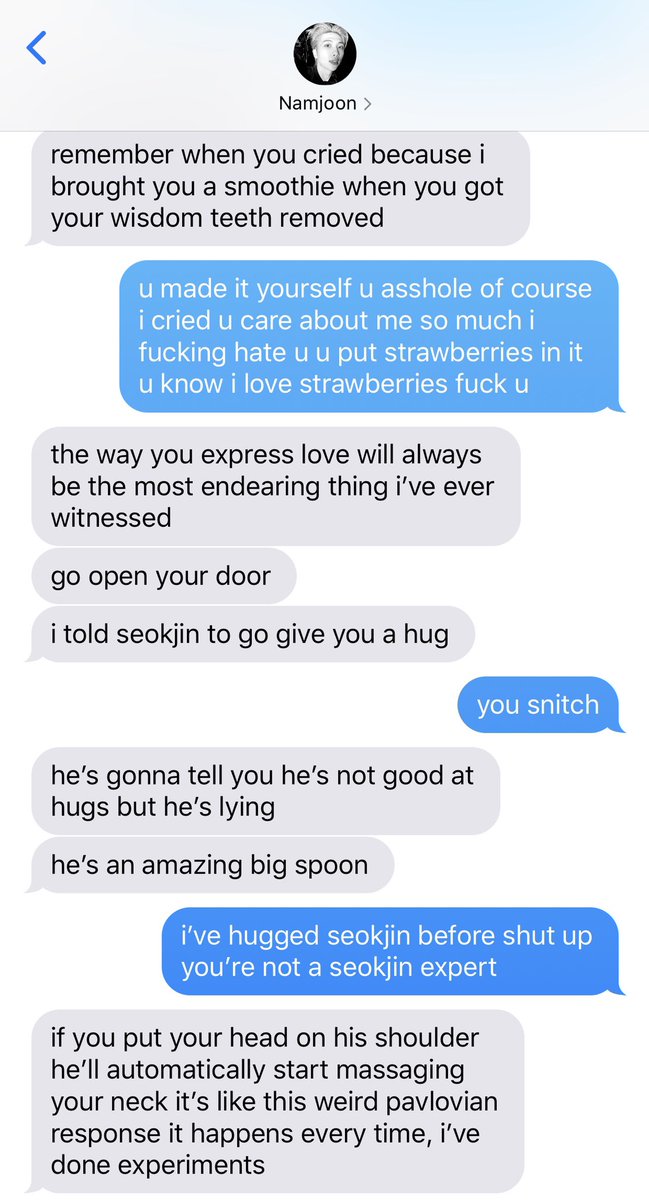 Namjoon >
remember when you cried because i
brought you a smoothie when you got
your wisdom teeth removed
u made it yourself u asshole of course
i cried u care about me so much i
fucking hate u u put strawberries in it
u know i love strawberries fuck u
the way you express love will always
be the most endearing thing i’ve ever
witnessed
go open your door
i told seokjin to go give you a hug
you snitch
he’s gonna tell you he’s not good at
hugs but he’s lying
he’s an amazing big spoon
i’ve hugged seokjin before shut up
you’re not a seokjin expert
if you put your head on his shoulder
he’ll automatically start massaging
your neck it’s like this weird pavlovian
response it happens every time, i’ve
done experiments